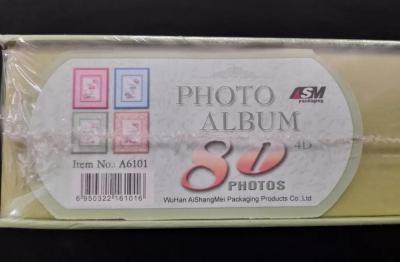 PHOTO
ALBUM
ASM
packaging
80
4D
PHOTOS
Item No.: A6101
6 950322 161016
WuHan AiShangMei Packaging Products Co.,Ltd